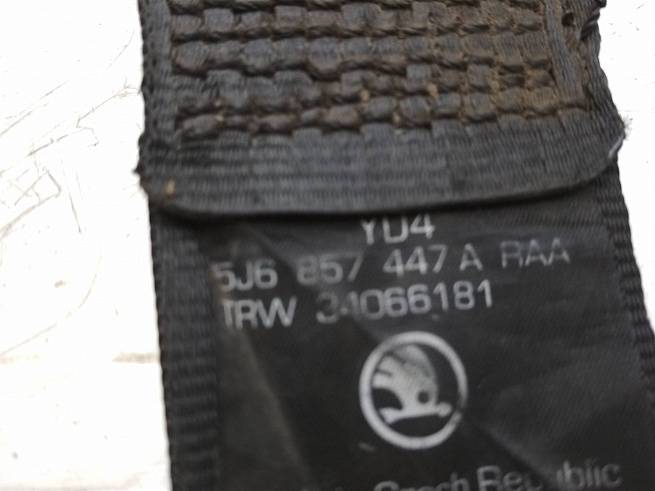 YD4
5J6 857 447 A RAA
TRW 34066181
Czech Republic